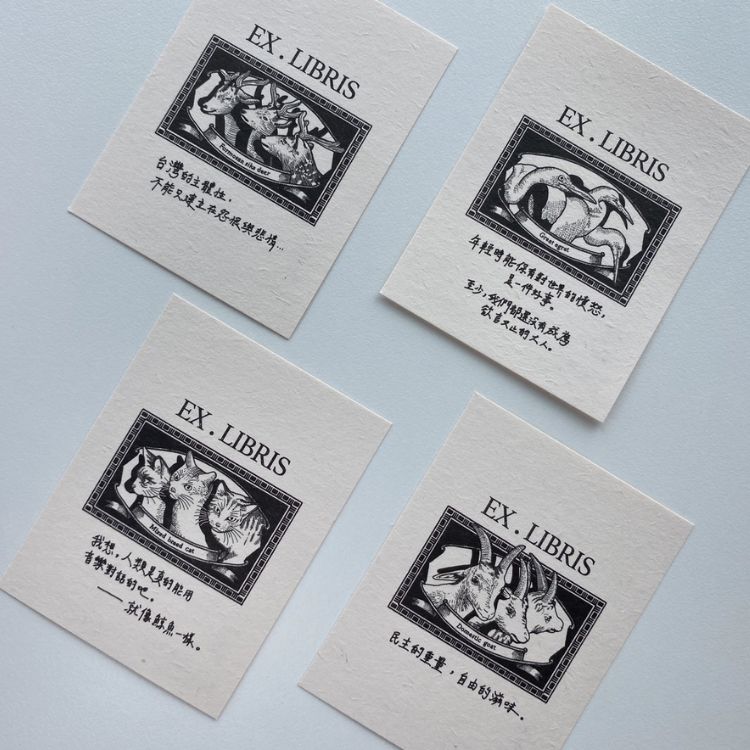 EX. LIBRIS
Formosan sika deer
台灣的主體性,
不能只建立在怨恨與悲情...
EX. LIBRIS
Great egret
年輕時能保有對世界的憤怒,
是一件好事。
至少,我們都還沒有成為
欲言又止的大人。
EX. LIBRIS
Mixed breed cat
我想,人類是真的能用
音樂對話的吧。
——就像鯨魚一樣。
EX. LIBRIS
Domestic goat
民主的重量,自由的滋味。